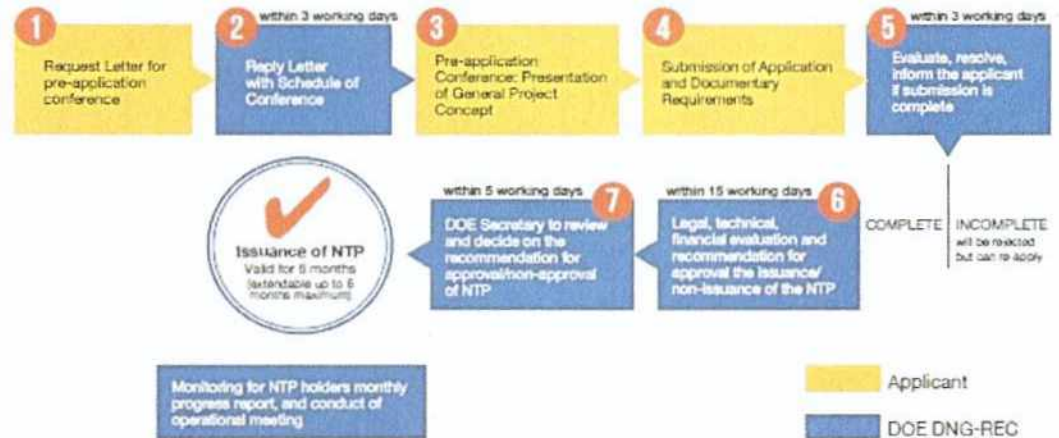 1
Request Letter for
pre-application
conference
within 3 working days
2
Reply Letter
with Schedule of
Conference
3
Pre-application
Conference: Presentation
of General Project
Concept
4
Submission of Application
and Documentary
Requirements
within 3 working days
5
Evaluate, resolve,
inform the applicant
if submission is
complete
COMPLETE
INCOMPLETE
will be rejected
but can re-apply
within 15 working days
6
Legal, technical,
financial evaluation and
recommendation for
approval the issuance/
non-issuance of the NTP
within 5 working days
7
DOE Secretary to review
and decide on the
recommendation for
approval/non-approval
of NTP
Issuance of NTP
Valid for 6 months
(extendable up to 6
months maximum)
Monitoring for NTP holders monthly
progress report, and conduct of
operational meeting
Applicant
DOE DNG-REC